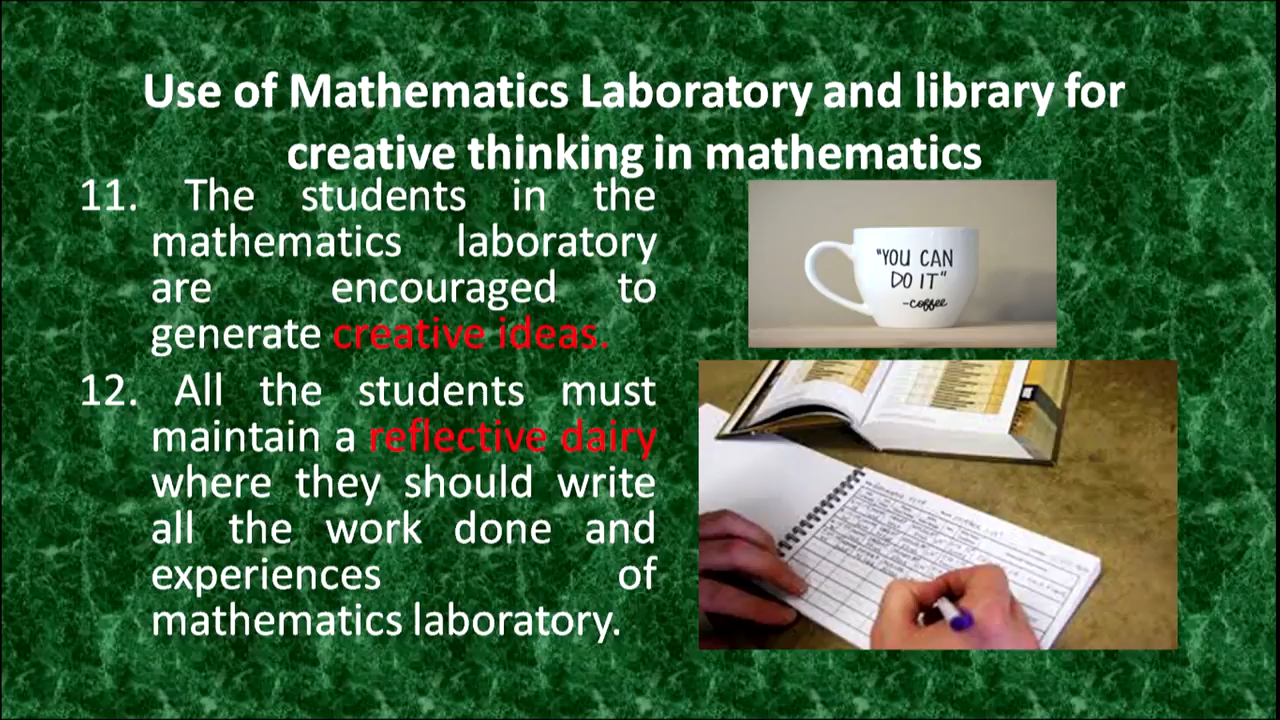 Use of Mathematics Laboratory and library for
creative thinking in mathematics
11. The students in the
mathematics laboratory
are encouraged to
generate creative ideas.
12. All the students must
maintain a reflective dairy
where they should write
all the work done and
experiences of
mathematics laboratory.
"YOU CAN
DO IT"
-coffee